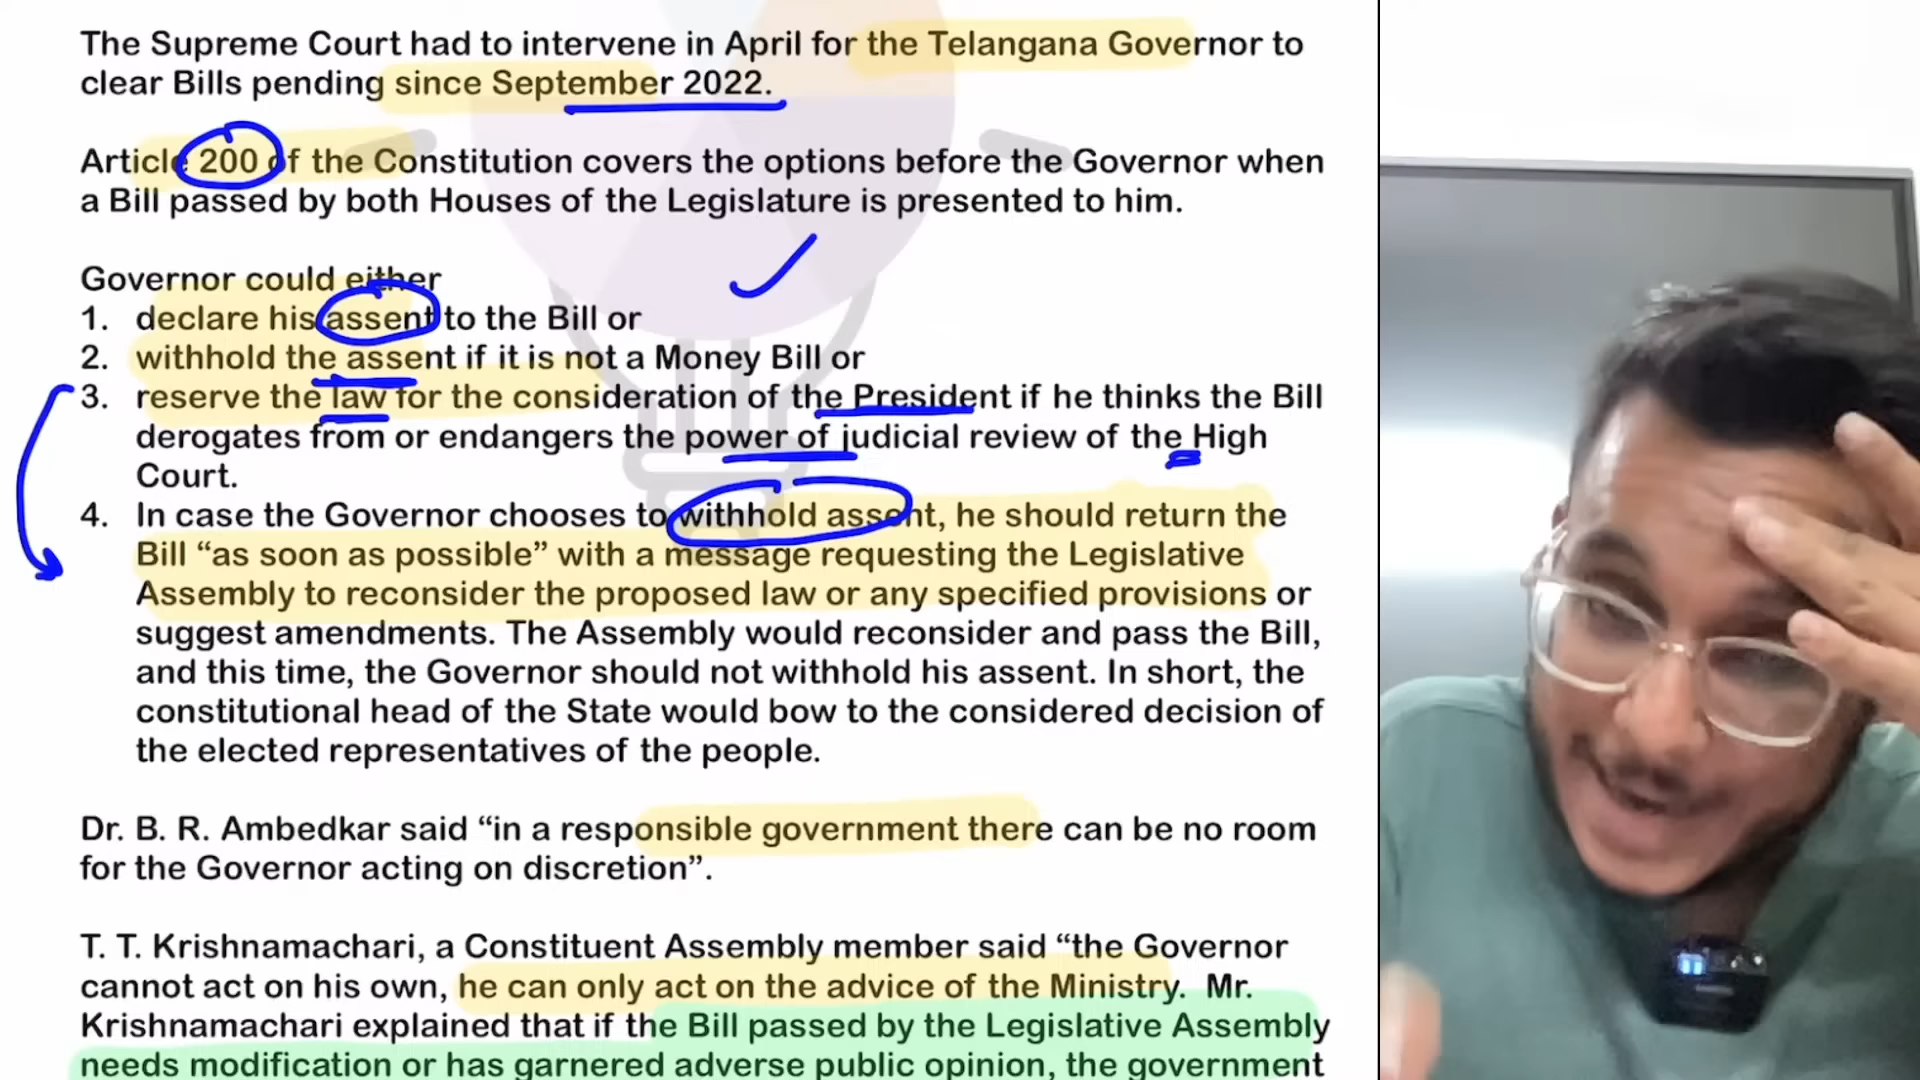 The Supreme Court had to intervene in April for the Telangana Governor to
clear Bills pending since September 2022.
Article 200 of the Constitution covers the options before the Governor when
a Bill passed by both Houses of the Legislature is presented to him.
Governor could either
1. declare his assent to the Bill or
2. withhold the assent if it is not a Money Bill or
3. reserve the law for the consideration of the President if he thinks the Bill
derogates from or endangers the power of judicial review of the High
Court.
4. In case the Governor chooses to withhold assent, he should return the
Bill “as soon as possible” with a message requesting the Legislative
Assembly to reconsider the proposed law or any specified provisions or
suggest amendments. The Assembly would reconsider and pass the Bill,
and this time, the Governor should not withhold his assent. In short, the
constitutional head of the State would bow to the considered decision of
the elected representatives of the people.
Dr. B. R. Ambedkar said “in a responsible government there can be no room
for the Governor acting on discretion”.
T. T. Krishnamachari, a Constituent Assembly member said “the Governor
cannot act on his own, he can only act on the advice of the Ministry. Mr.
Krishnamachari explained that if the Bill passed by the Legislative Assembly
needs modification or has garnered adverse public opinion, the government